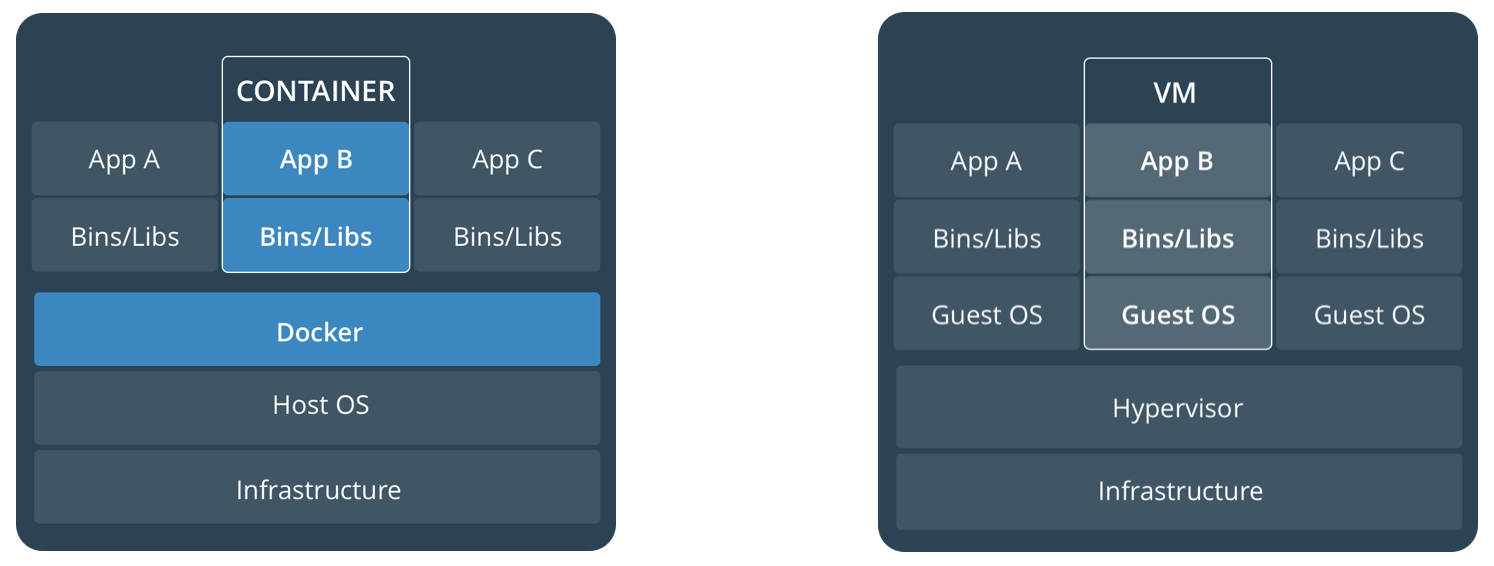 CONTAINER
App A
App B
App C
Bins/Libs
Bins/Libs
Bins/Libs
Docker
Host OS
Infrastructure
VM
App A
App B
App C
Bins/Libs
Bins/Libs
Bins/Libs
Guest OS
Guest OS
Guest OS
Hypervisor
Infrastructure